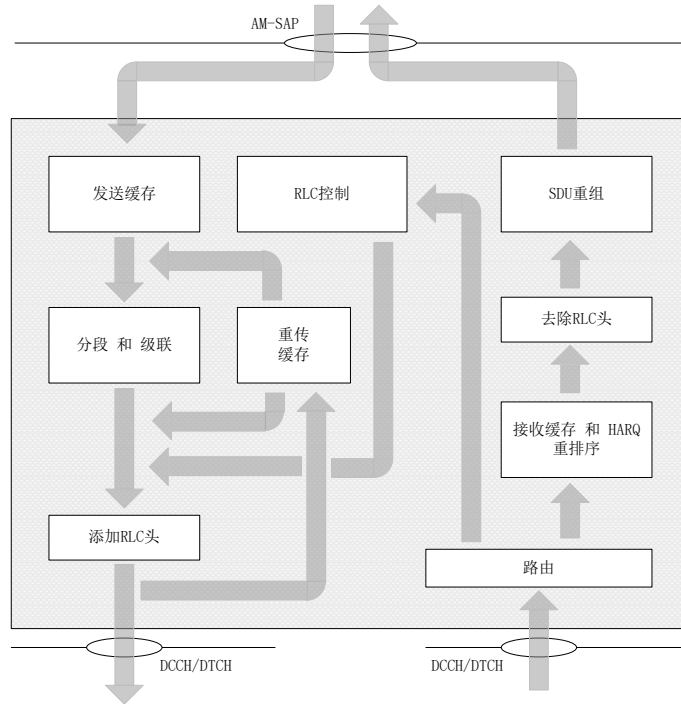 AM-SAP
发送缓存
RLC控制
SDU重组
分段 和 级联
重传
缓存
去除RLC头
接收缓存 和 HARQ
重排序
添加RLC头
路由
DCCH/DTCH
DCCH/DTCH